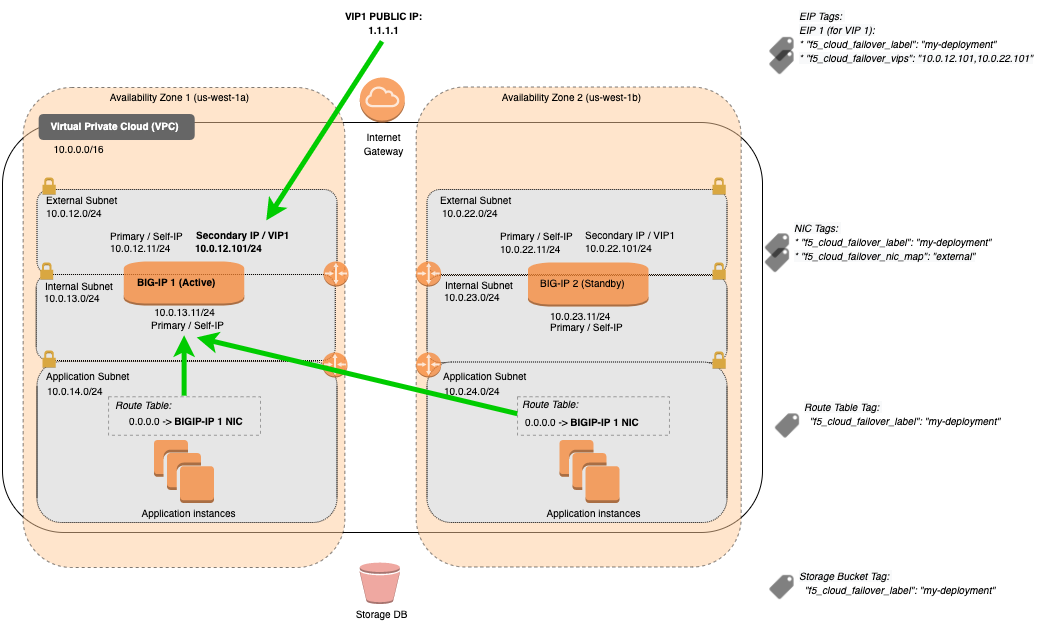 VIP1 PUBLIC IP:
1.1.1.1
EIP Tags:
EIP 1 (for VIP 1):
* "f5_cloud_failover_label": "my-deployment"
* "f5_cloud_failover_vips": "10.0.12.101,10.0.22.101"
Availability Zone 1 (us-west-1a)
Availability Zone 2 (us-west-1b)
Virtual Private Cloud (VPC)
10.0.0.0/16
Internet
Gateway
External Subnet
10.0.12.0/24
Primary / Self-IP
10.0.12.11/24
Secondary IP / VIP1
10.0.12.101/24
BIG-IP 1 (Active)
Internal Subnet
10.0.13.0/24
10.0.13.11/24
Primary / Self-IP
Application Subnet
10.0.14.0/24
Route Table:
0.0.0.0 -> BIGIP-IP 1 NIC
Application instances
External Subnet
10.0.22.0/24
Primary / Self-IP
10.0.22.11/24
Secondary IP / VIP1
10.0.22.101/24
BIG-IP 2 (Standby)
Internal Subnet
10.0.23.0/24
10.0.23.11/24
Primary / Self-IP
Application Subnet
10.0.24.0/24
Route Table:
0.0.0.0 -> BIGIP-IP 1 NIC
Application instances
NIC Tags:
* "f5_cloud_failover_label": "my-deployment"
* "f5_cloud_failover_nic_map": "external"
Route Table Tag:
"f5_cloud_failover_label": "my-deployment"
Storage DB
Storage Bucket Tag:
"f5_cloud_failover_label": "my-deployment"